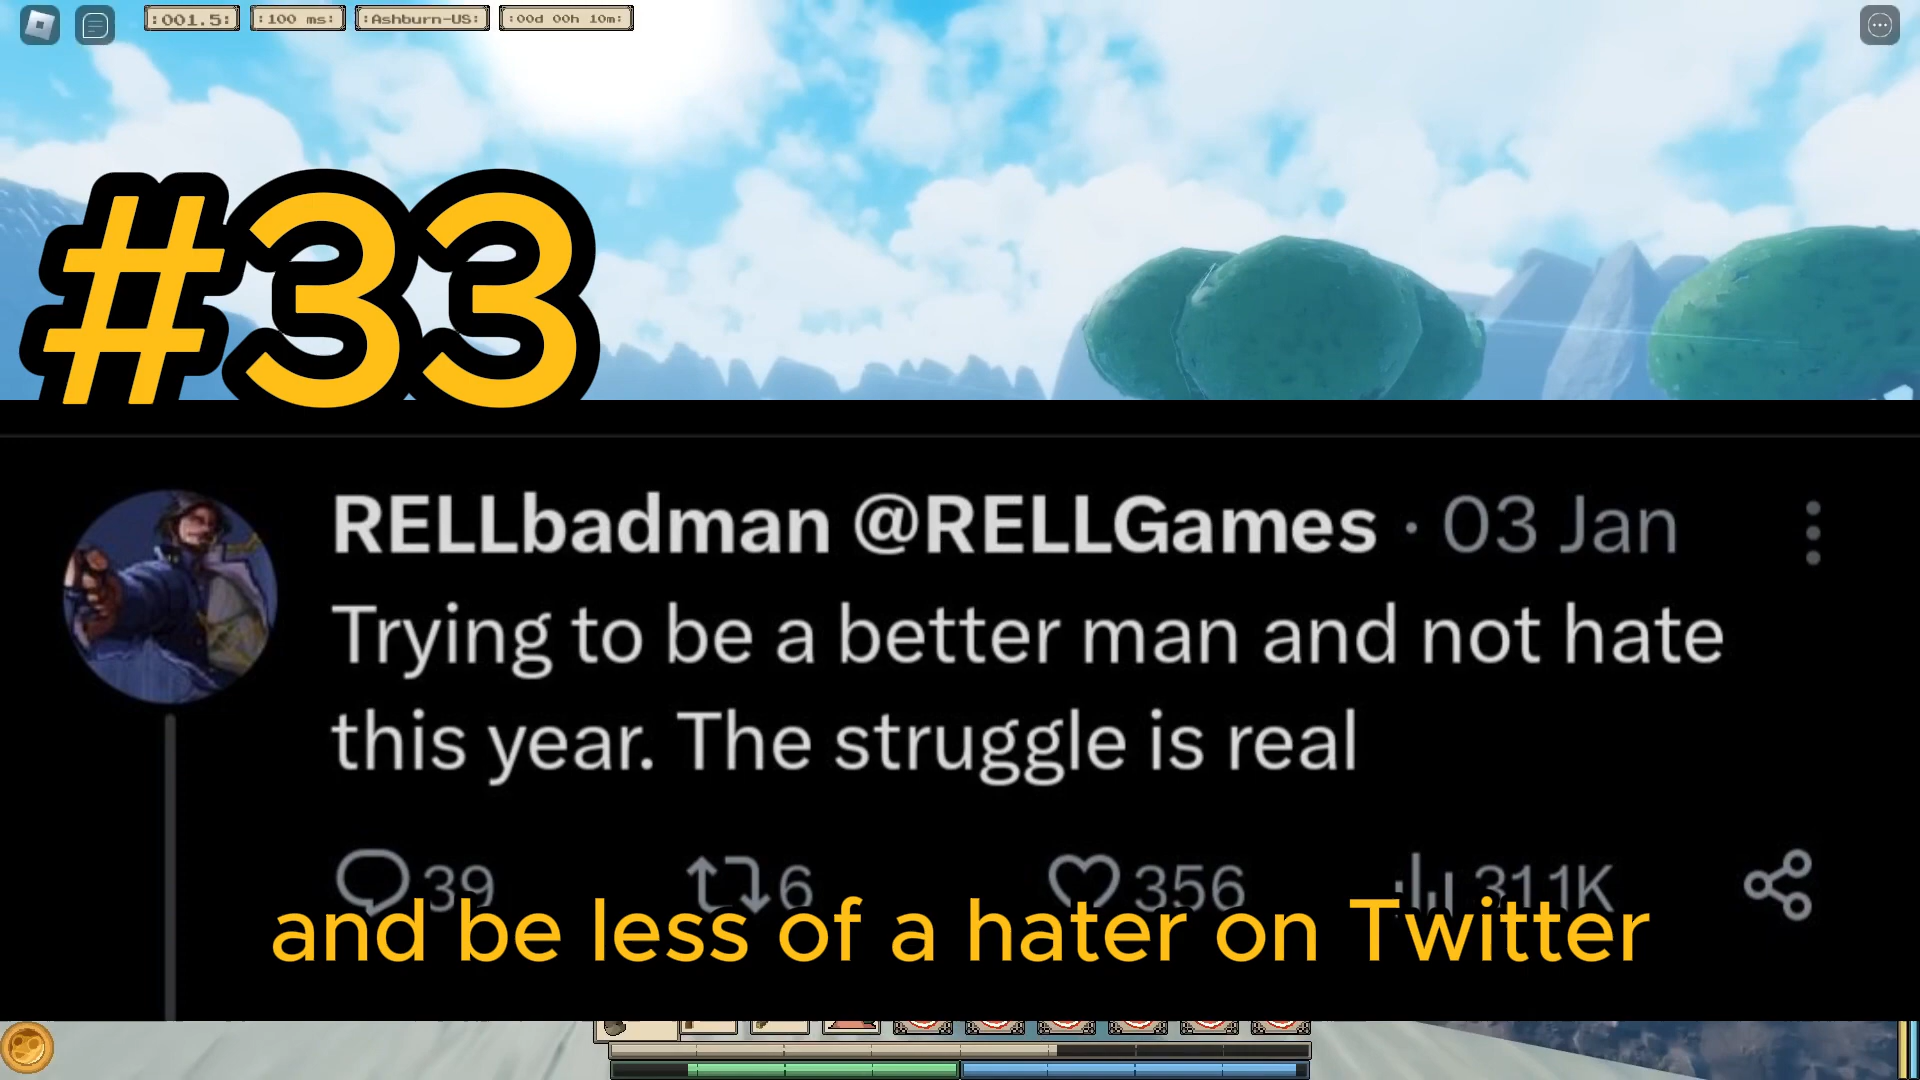 :001.5:
:100 ms:
:Ashburn-US:
:00d 00h 10m:
#33
RELLbadman @RELLGames · 03 Jan
Trying to be a better man and not hate
this year. The struggle is real
39 6 356 311K
and be less of a hater on Twitter